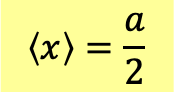 ⟨x⟩ = a/2